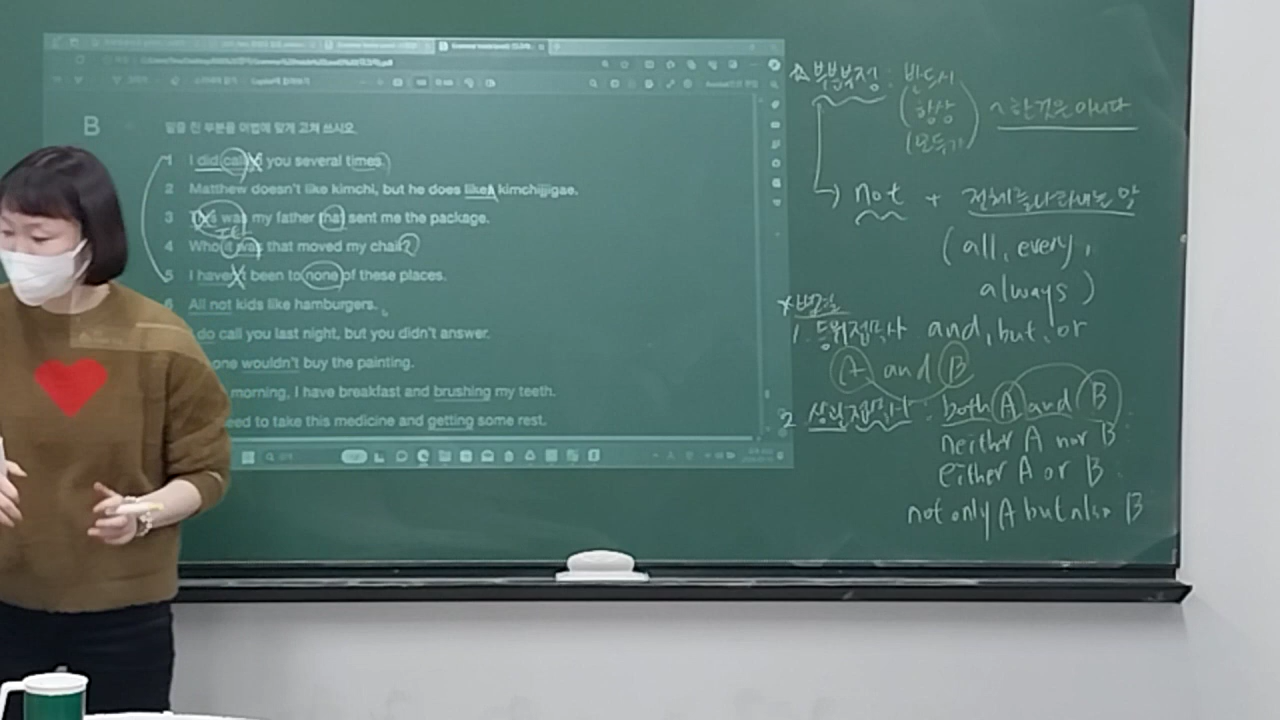 B
밑줄 친 부분을 어법에 맞게 고쳐 쓰시오.
1 I did called you several times.
2 Matthew doesn't like kimchi, but he does likes kimchijjigae.
3 was my father that sent me the package.
It
4 Who it was that moved my chair?
5 I haven't been to none of these places.
6 All not kids like hamburgers.
do call you last night, but you didn't answer.
one wouldn't buy the painting.
morning, I have breakfast and brushing my teeth.
eed to take this medicine and getting some rest.
☆부분부정: 반드시
(항상) ~한 것은 아니다
(모두가)
→ not + 전체를 나타내는 말
(all, every,
always)
*병렬
1. 등위접속사 and, but, or
A and B
2 상관접속사: both A and B
neither A nor B
either A or B
not only A but also B